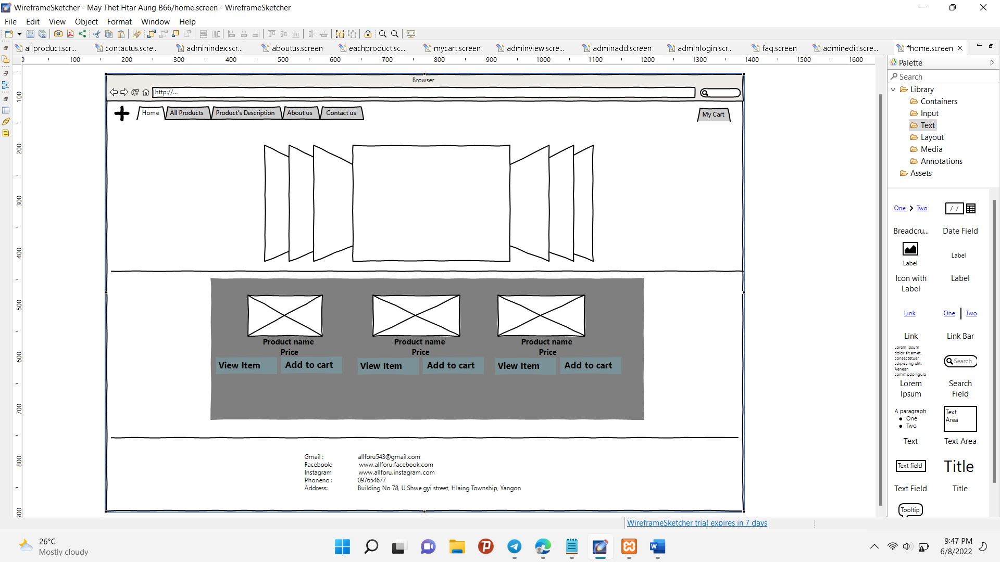 WireframeSketcher - May Thet Htar Aung B66/home.screen - WireframeSketcher
File Edit View Object Format Window Help
allproduct.scr... contactus.scre... adminindex.scr... aboutus.screen eachproduct.sc... mycart.screen adminview.scre... adminadd.screen adminlogin.scr... faq.screen adminedit.scre... *home.screen
0 100 200 300 400 500 600 700 800 900 1000 1100 1200 1300 1400 1500 1600
Palette
Search
Library
Containers
Input
Text
Layout
Media
Annotations
Assets
100
200
300
400
500
600
700
800
900
Browser
http://...
Home All Products Product's Description About us Contact us My Cart
Product name Product name Product name
Price Price Price
View Item Add to cart View Item Add to cart View Item Add to cart
Gmail : allforu543@gmail.com
Facebook: www.allforu.facebook.com
Instagram www.allforu.instagram.com
Phoneno : 097654677
Address: Building No 78, U Shwe gyi street, Hlaing Township, Yangon
One Two / /
Breadcru... Date Field
Label Label
Icon with Label Label
Link One Two
Link Link Bar
Lorem ipsum
dolor sit amet,
consectetuer
adipiscing elit.
Aenean
commodo ligula
Search
Lorem Ipsum Search Field
A paragraph
One
Two
Text
Area
Text Text Area
Text field Title
Text Field Title
Tooltip
WireframeSketcher trial expires in 7 days
26°C
Mostly cloudy
9:47 PM
6/8/2022